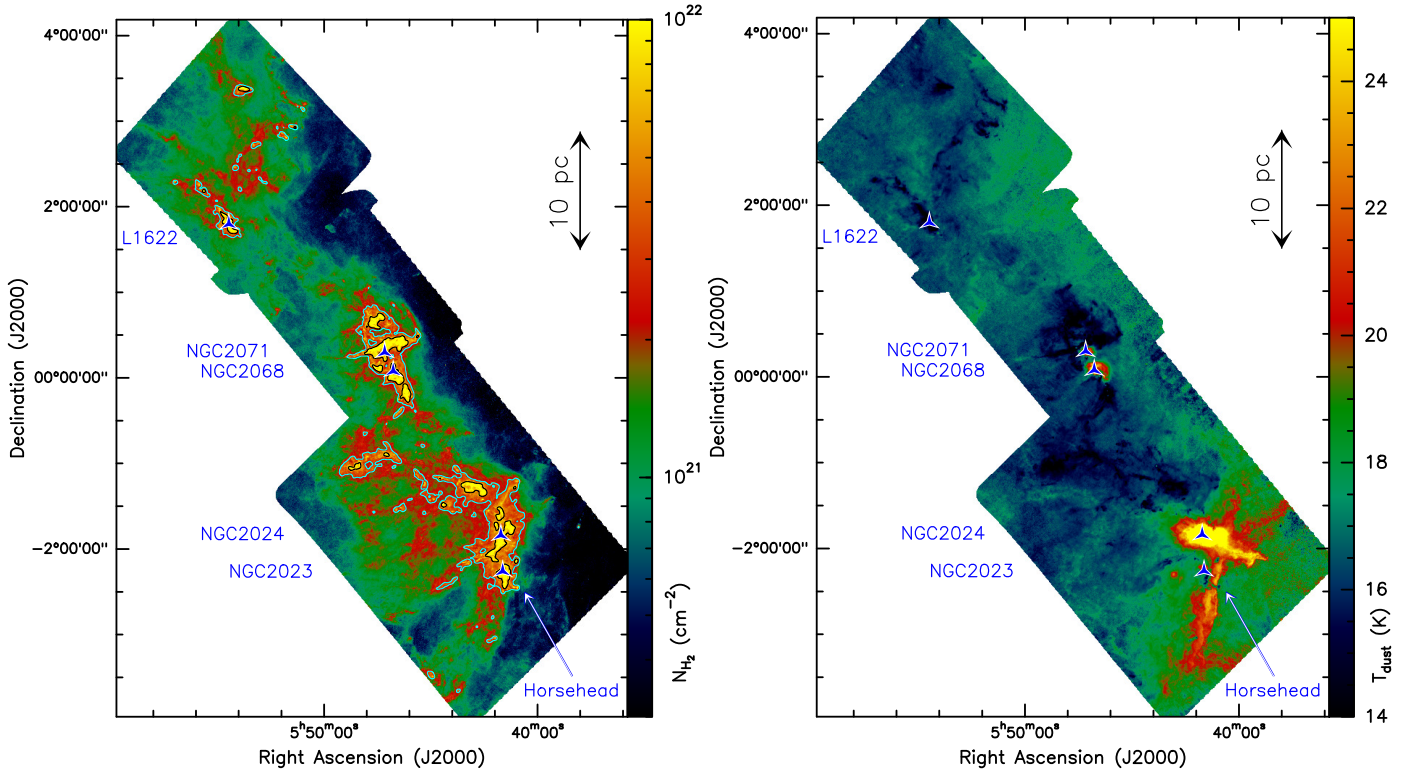 4°00'00"
2°00'00"
00°00'00"
−2°00'00"
Declination (J2000)
5ʰ50ᵐ00ˢ
40ᵐ00ˢ
Right Ascension (J2000)
10 pc
L1622
NGC2071
NGC2068
NGC2024
NGC2023
Horsehead
10²²
10²¹
N_H₂ (cm⁻²)
4°00'00"
2°00'00"
00°00'00"
−2°00'00"
Declination (J2000)
5ʰ50ᵐ00ˢ
40ᵐ00ˢ
Right Ascension (J2000)
10 pc
L1622
NGC2071
NGC2068
NGC2024
NGC2023
Horsehead
24
22
20
18
16
14
T_dust (K)